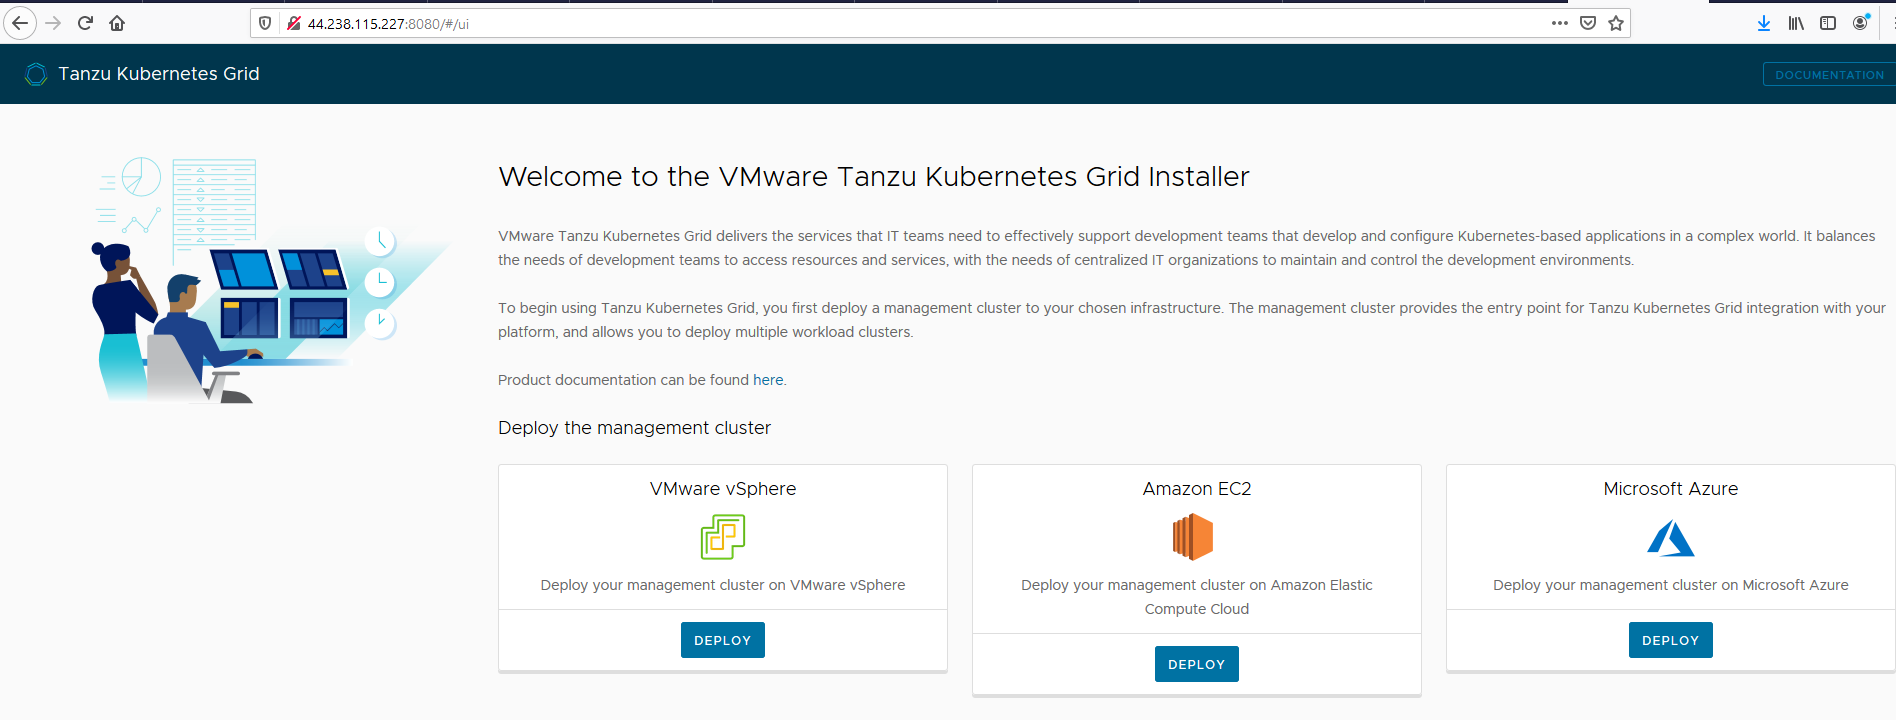 44.238.115.227:8080/#/ui
Tanzu Kubernetes Grid
DOCUMENTATION
Welcome to the VMware Tanzu Kubernetes Grid Installer
VMware Tanzu Kubernetes Grid delivers the services that IT teams need to effectively support development teams that develop and configure Kubernetes-based applications in a complex world. It balances
the needs of development teams to access resources and services, with the needs of centralized IT organizations to maintain and control the development environments.
To begin using Tanzu Kubernetes Grid, you first deploy a management cluster to your chosen infrastructure. The management cluster provides the entry point for Tanzu Kubernetes Grid integration with your
platform, and allows you to deploy multiple workload clusters.
Product documentation can be found here.
Deploy the management cluster
VMware vSphere
Deploy your management cluster on VMware vSphere
DEPLOY
Amazon EC2
Deploy your management cluster on Amazon Elastic
Compute Cloud
DEPLOY
Microsoft Azure
Deploy your management cluster on Microsoft Azure
DEPLOY